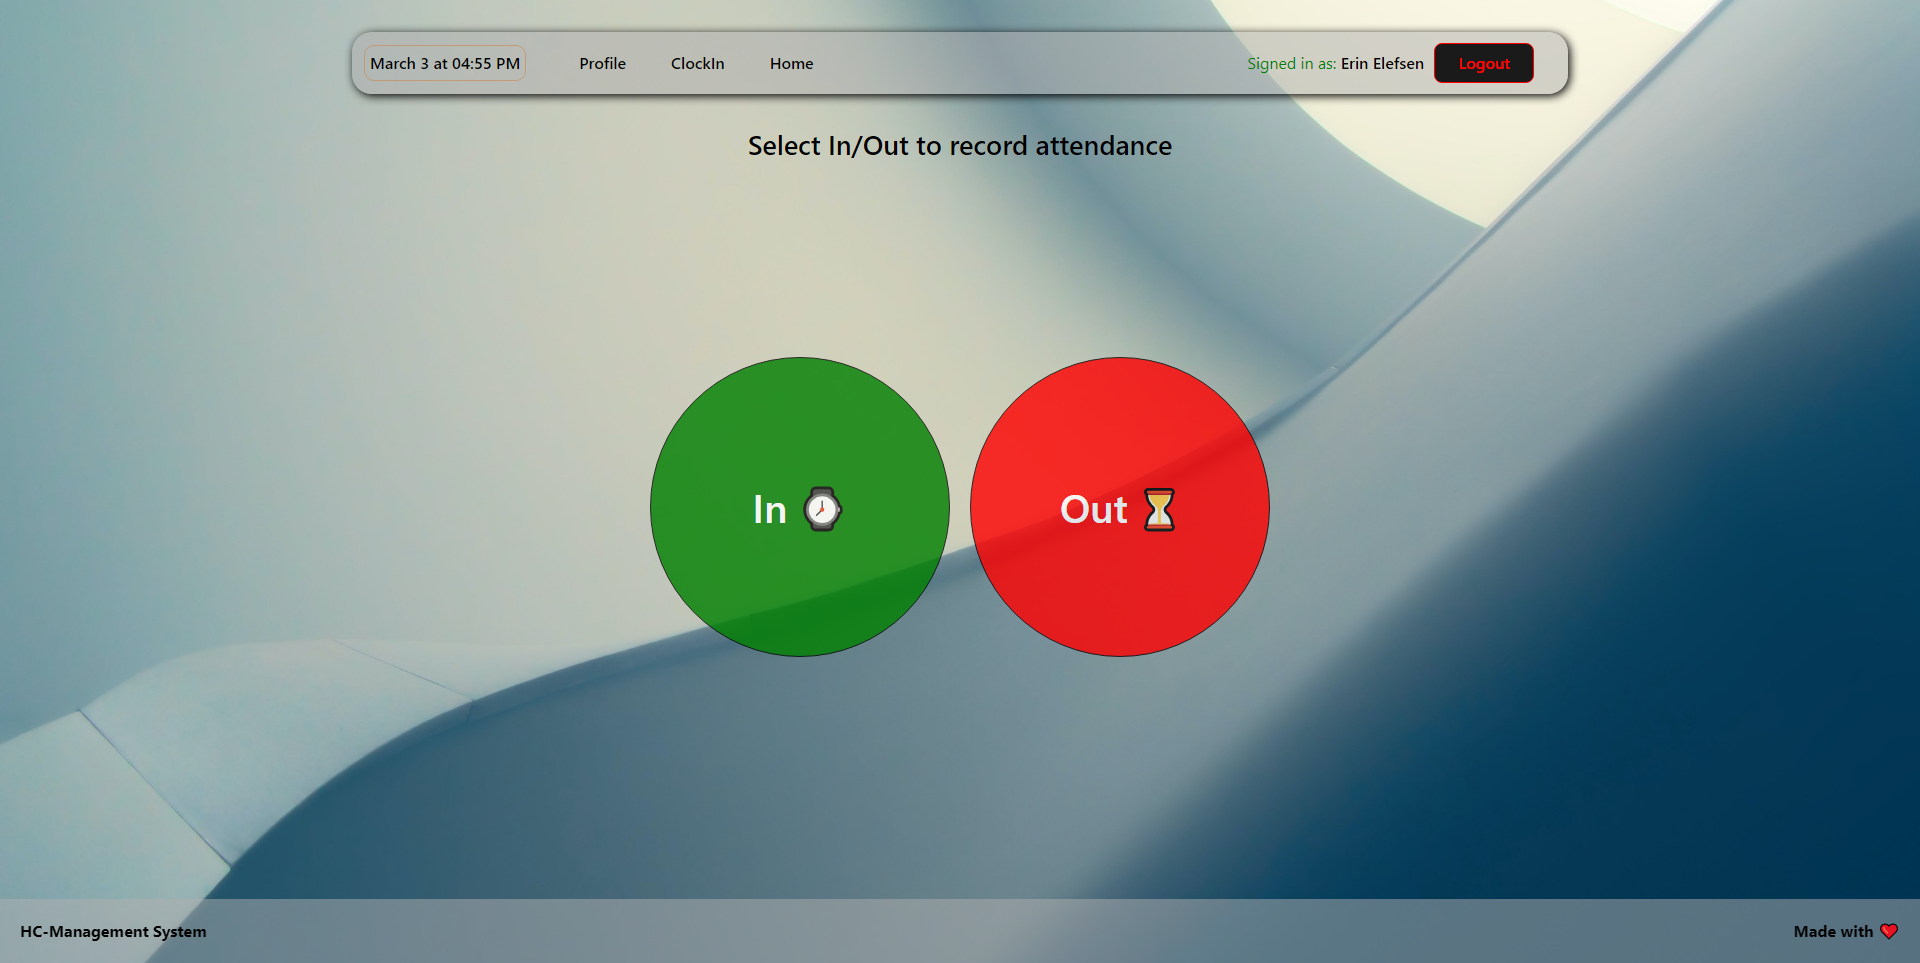 March 3 at 04:55 PM Profile ClockIn Home Signed in as: Erin Elefsen Logout
Select In/Out to record attendance
In Out
HC-Management System Made with